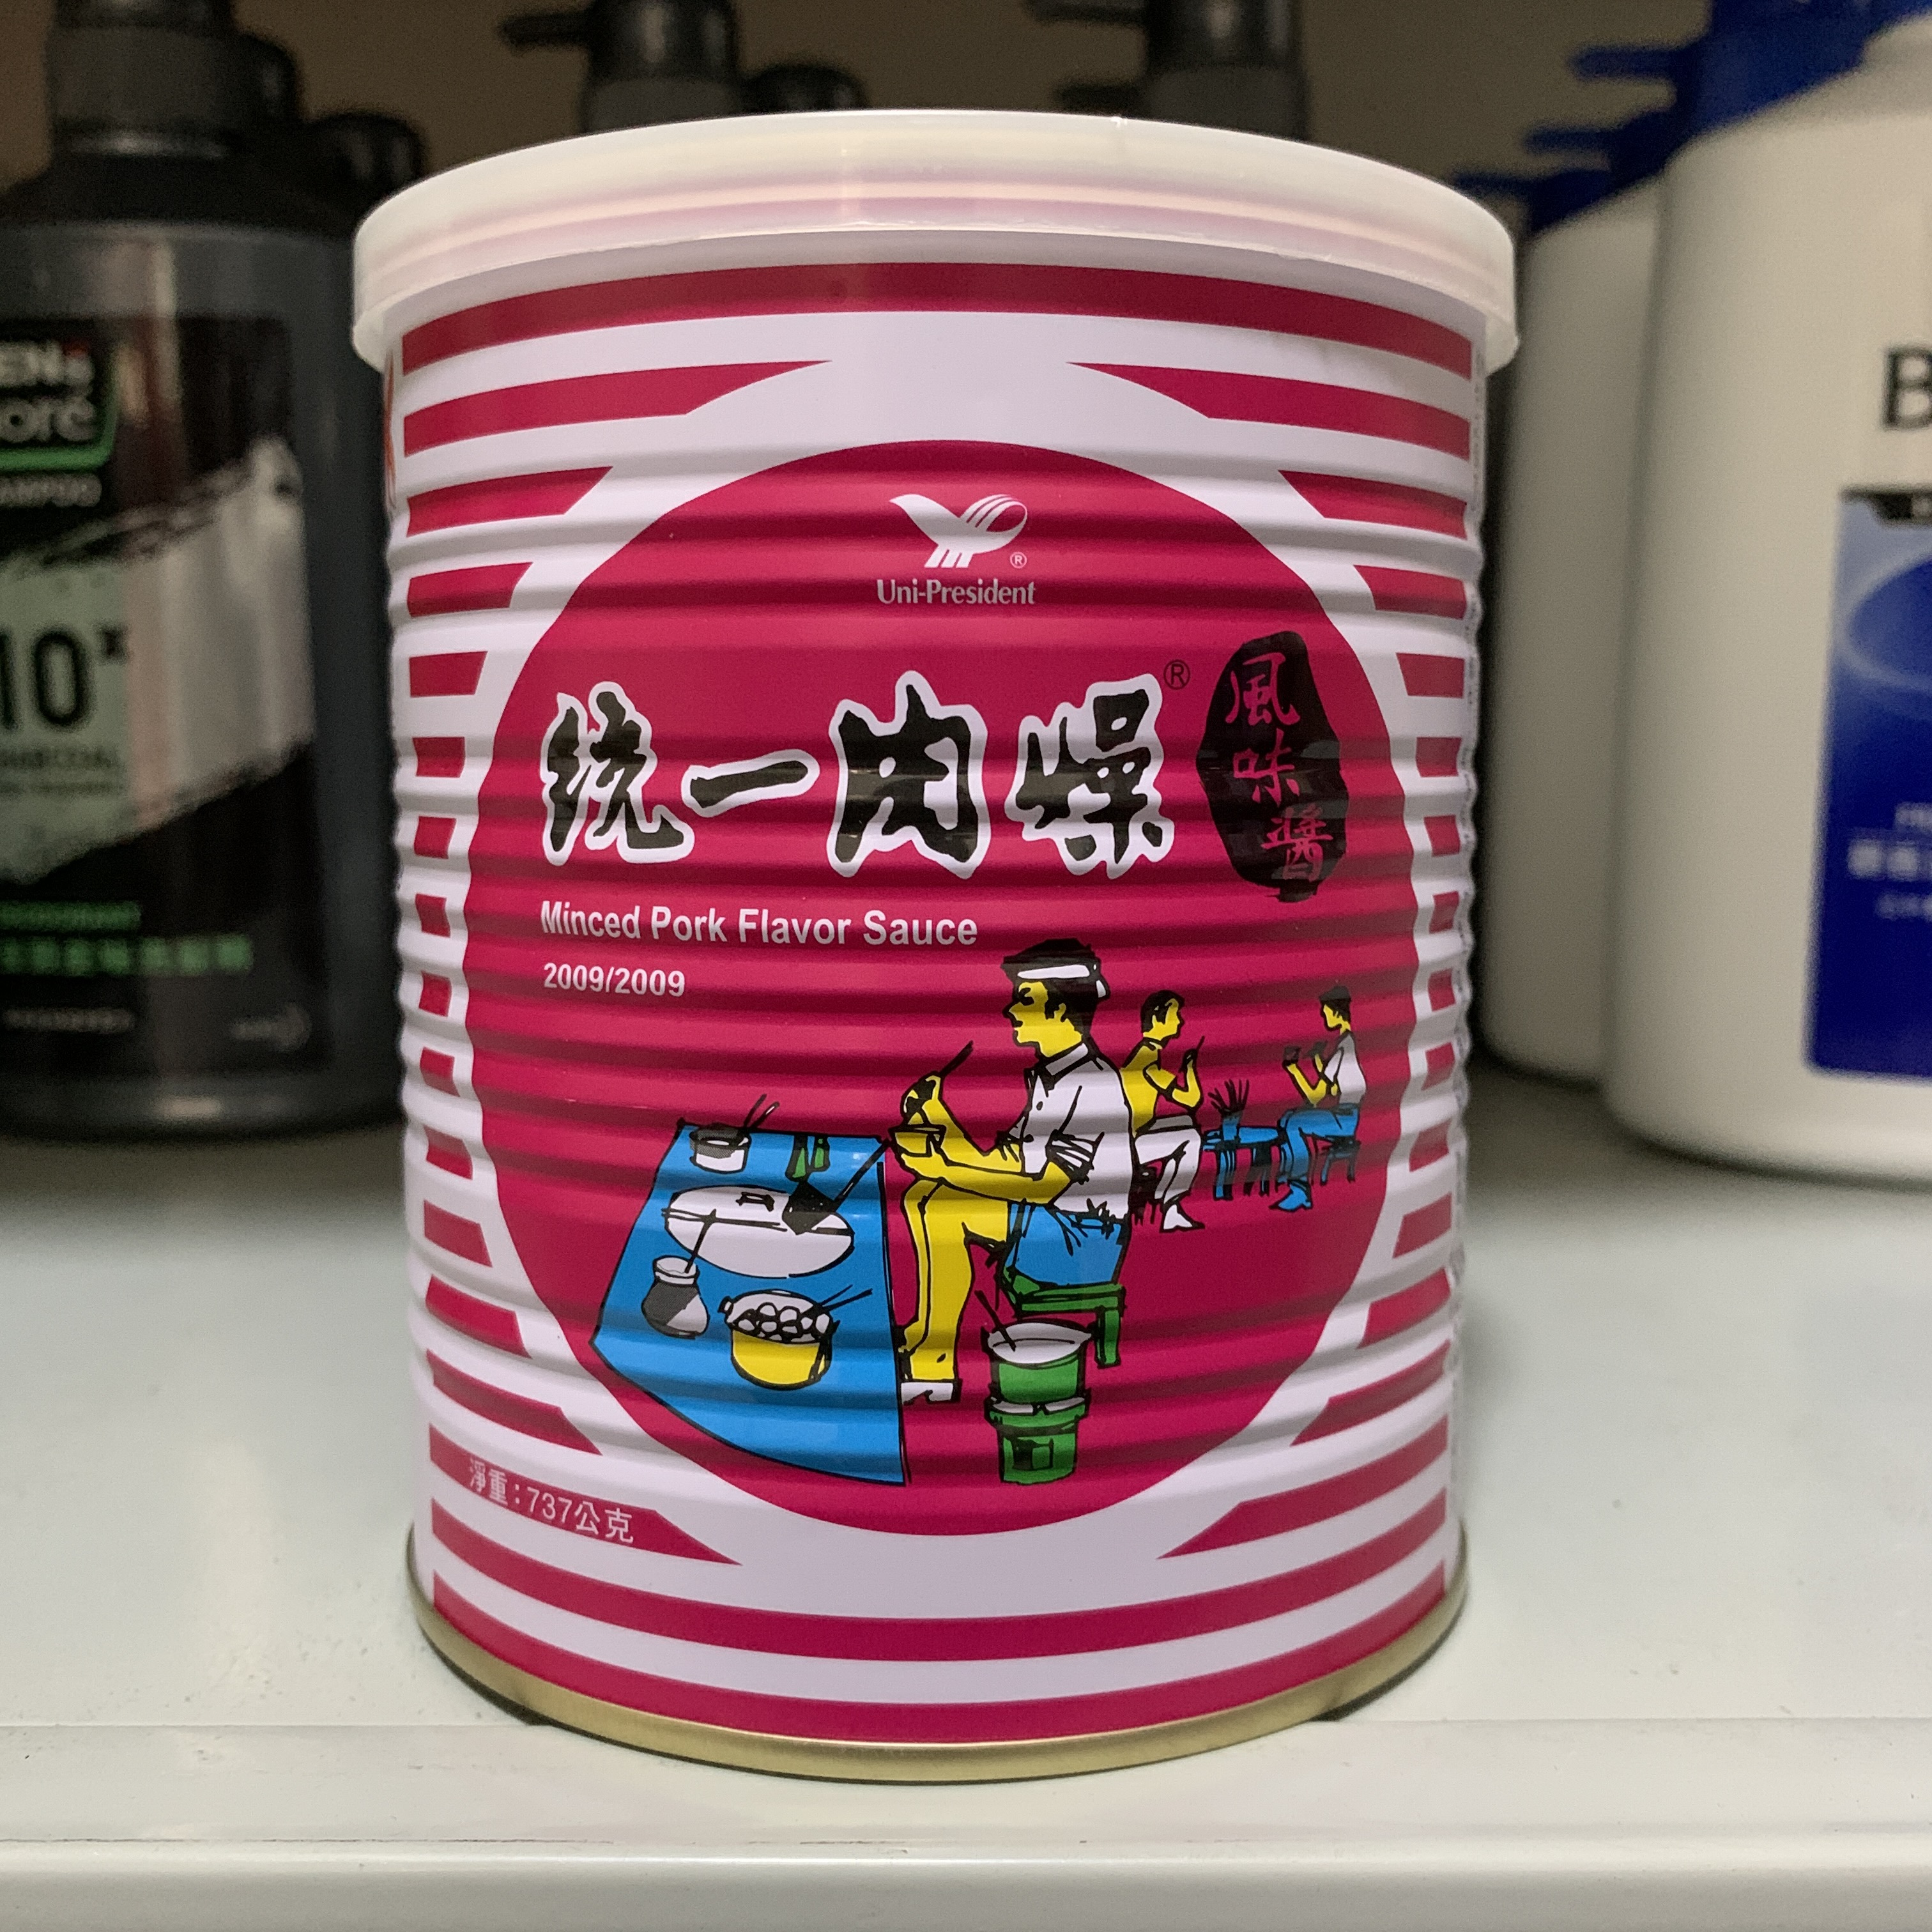 Uni-President
統一肉燥
風味醬
Minced Pork Flavor Sauce
2009/2009
淨重:737公克
10x
B